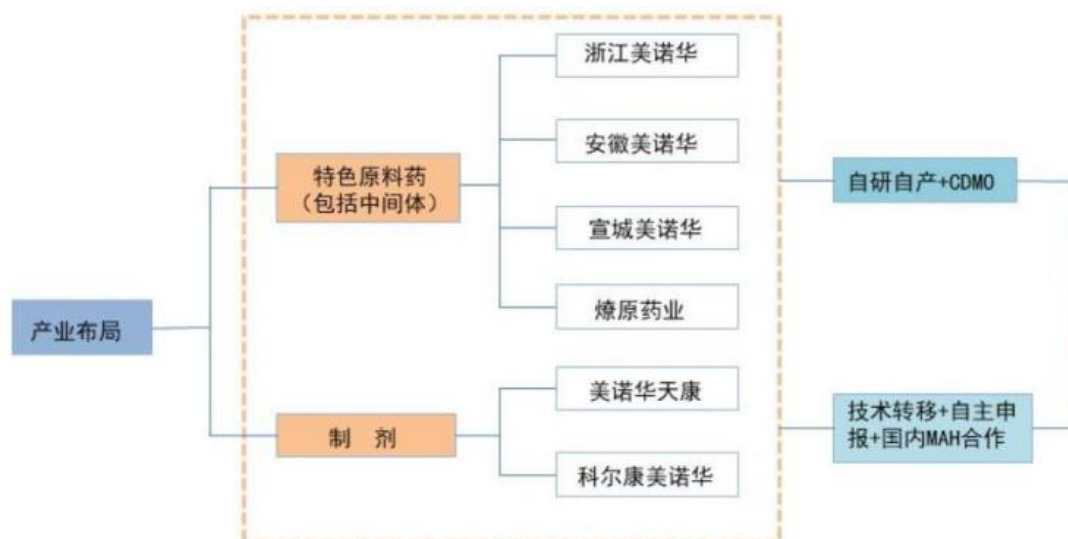 产业布局
特色原料药
（包括中间体）
浙江美诺华
安徽美诺华
宣城美诺华
燎原药业
制 剂
美诺华天康
科尔康美诺华
自研自产+CDMO
技术转移+自主申
报+国内MAH合作